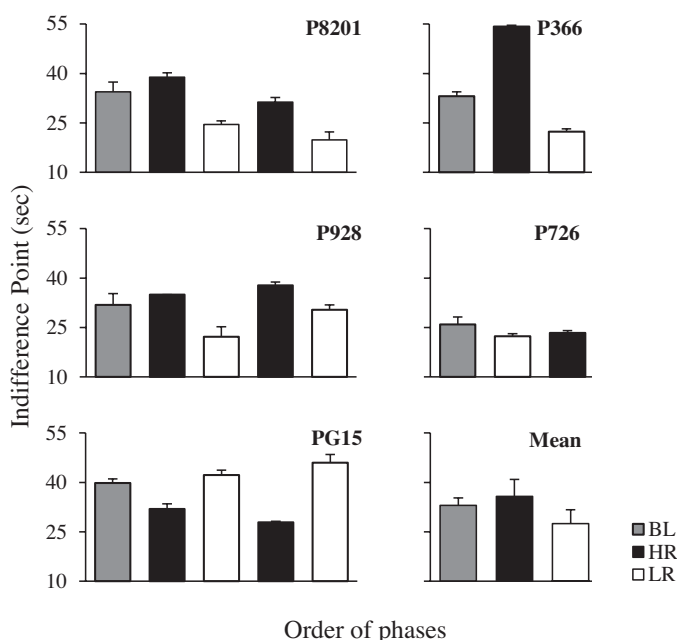 P8201
P366
55
40
25
10
P928
P726
55
40
25
10
PG15
Mean
55
40
25
10
Indifference Point (sec)
BL
HR
LR
Order of phases